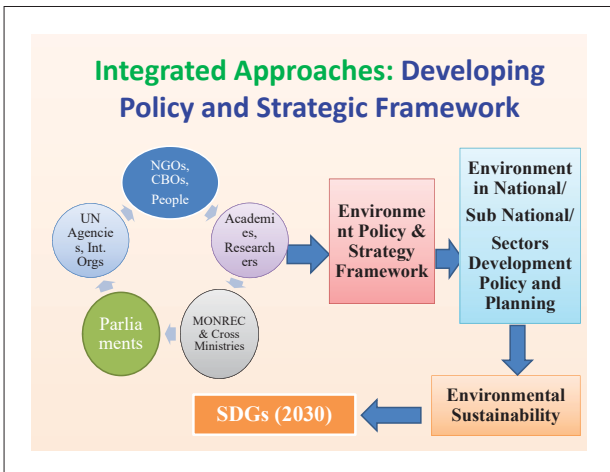 Integrated Approaches: Developing
Policy and Strategic Framework
NGOs,
CBOs,
People
UN
Agencie
s, Int.
Orgs
Academi
es,
Research
ers
Parlia
ments
MONREC
& Cross
Ministries
Environme
nt Policy &
Strategy
Framework
Environment
in National/
Sub National/
Sectors
Development
Policy and
Planning
Environmental
Sustainability
SDGs (2030)